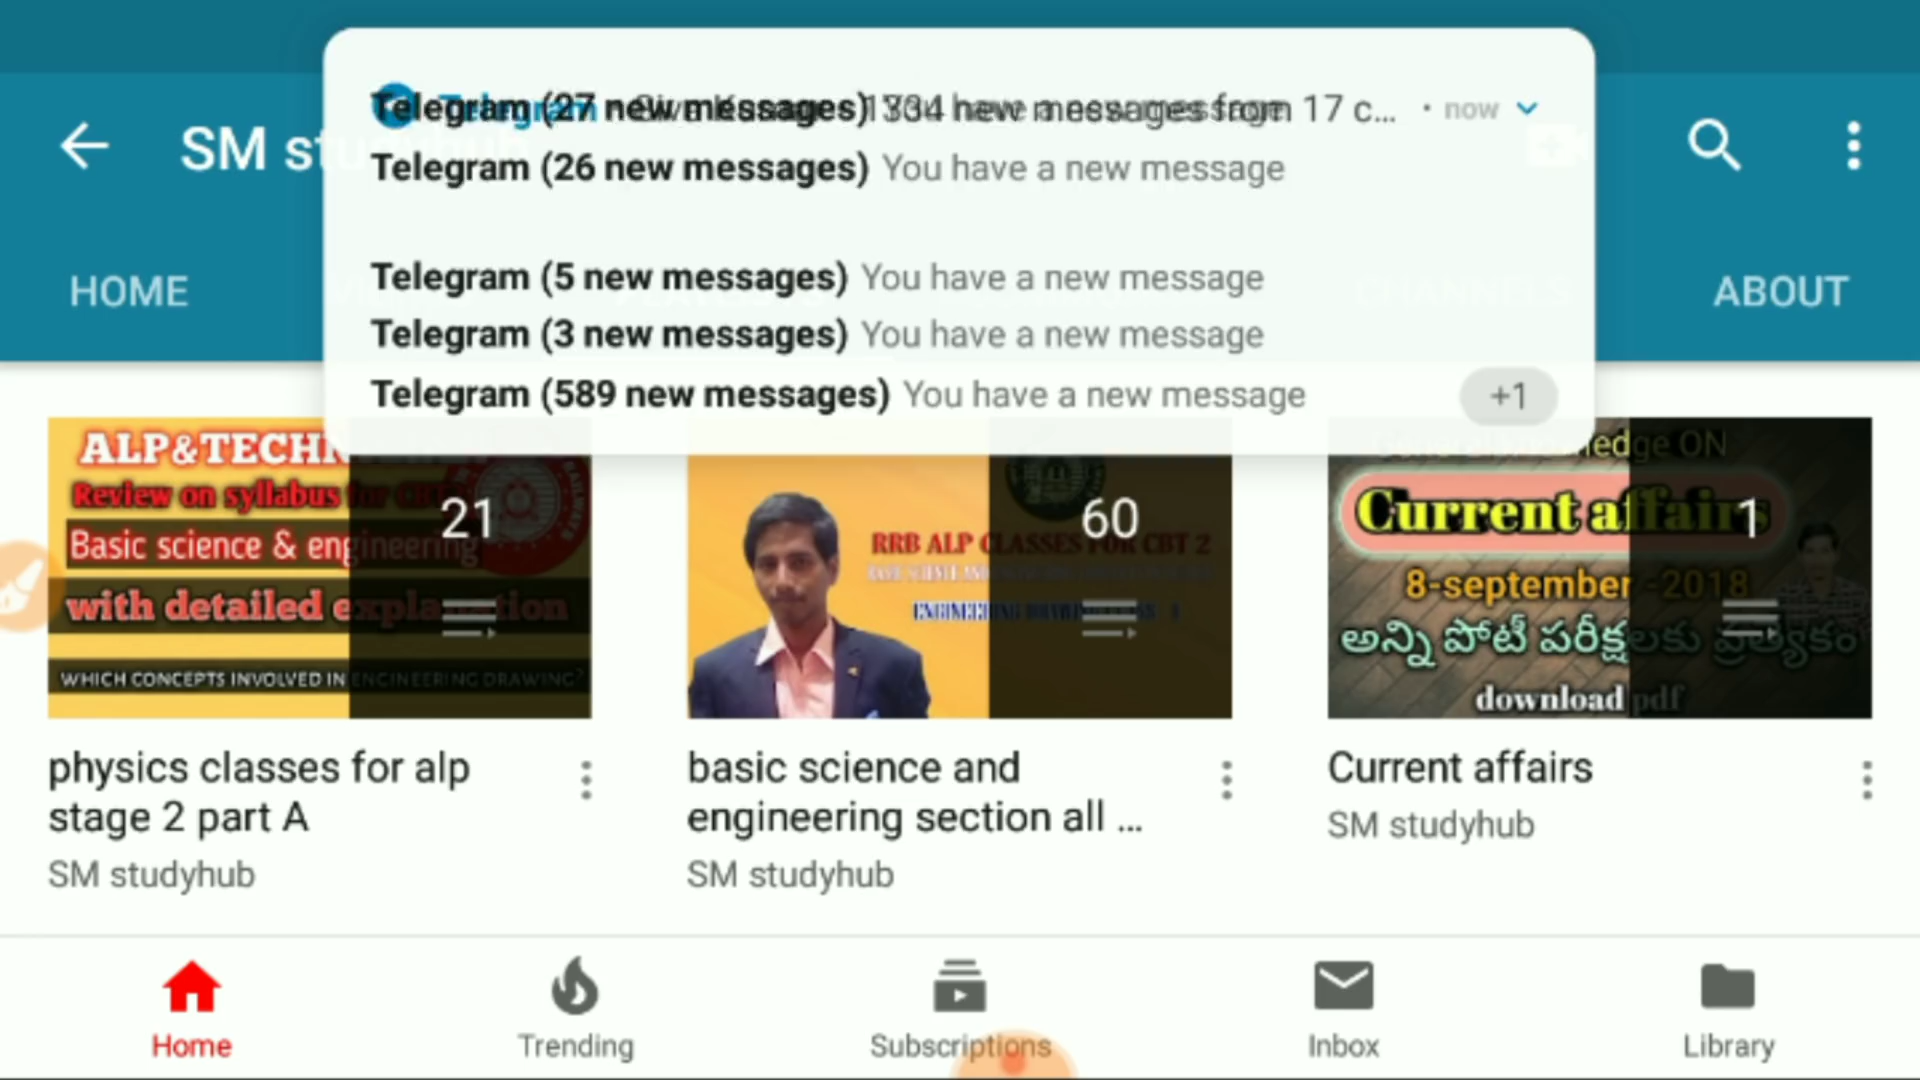 Telegram (27 new messages)
new messages from 17 c... • now
SM st
Telegram (26 new messages) You have a new message
HOME
Telegram (5 new messages) You have a new message
ABOUT
Telegram (3 new messages) You have a new message
Telegram (589 new messages) You have a new message
+1
ALP&TECHN
Review on syllabus for
Basic science & engineering
with detailed explanation
WHICH CONCEPTS INVOLVED IN ENGINEERING DRAWING?
21
RRB ALP CLASSES FOR CBT 2
60
General knowledge ON
Current affairs
8-september -2018
అన్ని పోటీ పరీక్షలకు ప్రత్యేకం
download pdf
1
physics classes for alp
stage 2 part A
SM studyhub
basic science and
engineering section all ...
SM studyhub
Current affairs
SM studyhub
Home
Trending
Subscriptions
Inbox
Library